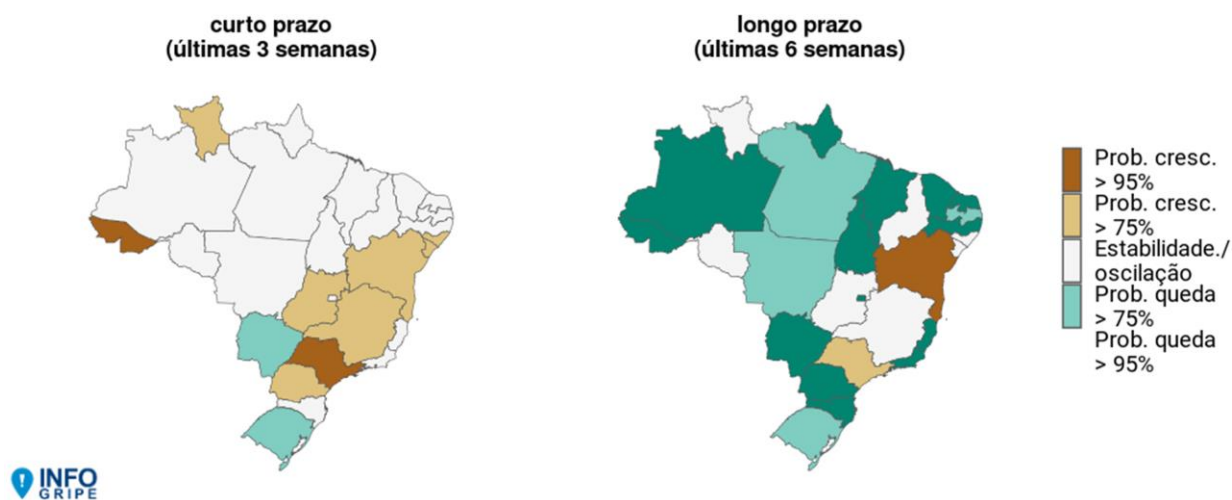 curto prazo
(últimas 3 semanas)
longo prazo
(últimas 6 semanas)
Prob. cresc.
> 95%
Prob. cresc.
> 75%
Estabilidade./
oscilação
Prob. queda
> 75%
Prob. queda
> 95%
INFO
GRIPE